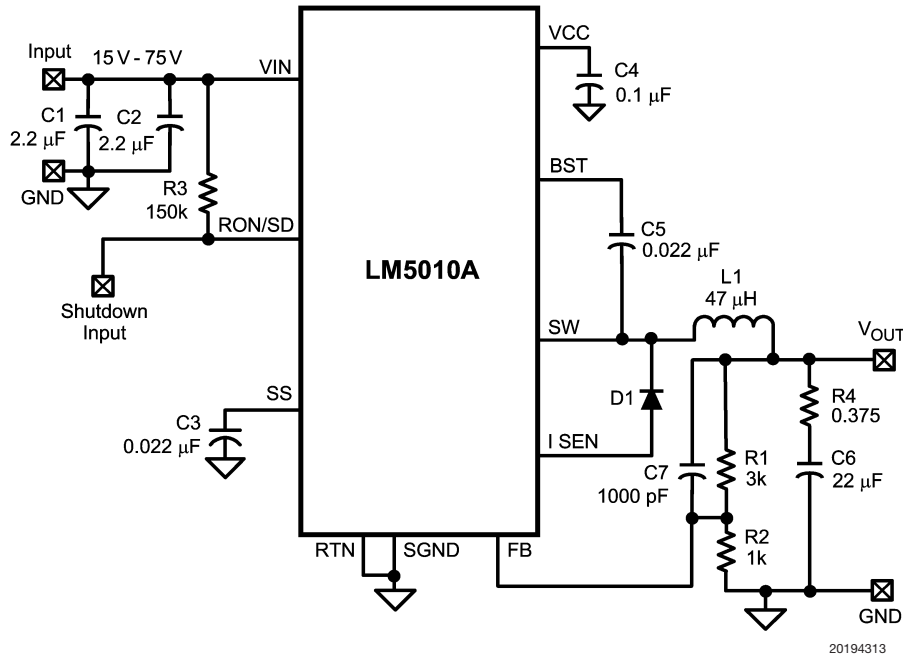 Input
15V - 75V
VIN
VCC
C4
0.1 μF
C1
2.2 μF
C2
2.2 μF
GND
R3
150k
BST
RON/SD
C5
0.022 μF
LM5010A
Shutdown
Input
L1
47 μH
SW
VOUT
SS
D1
R4
0.375
C3
0.022 μF
I SEN
C7
1000 pF
R1
3k
C6
22 μF
RTN
SGND
FB
R2
1k
GND
20194313